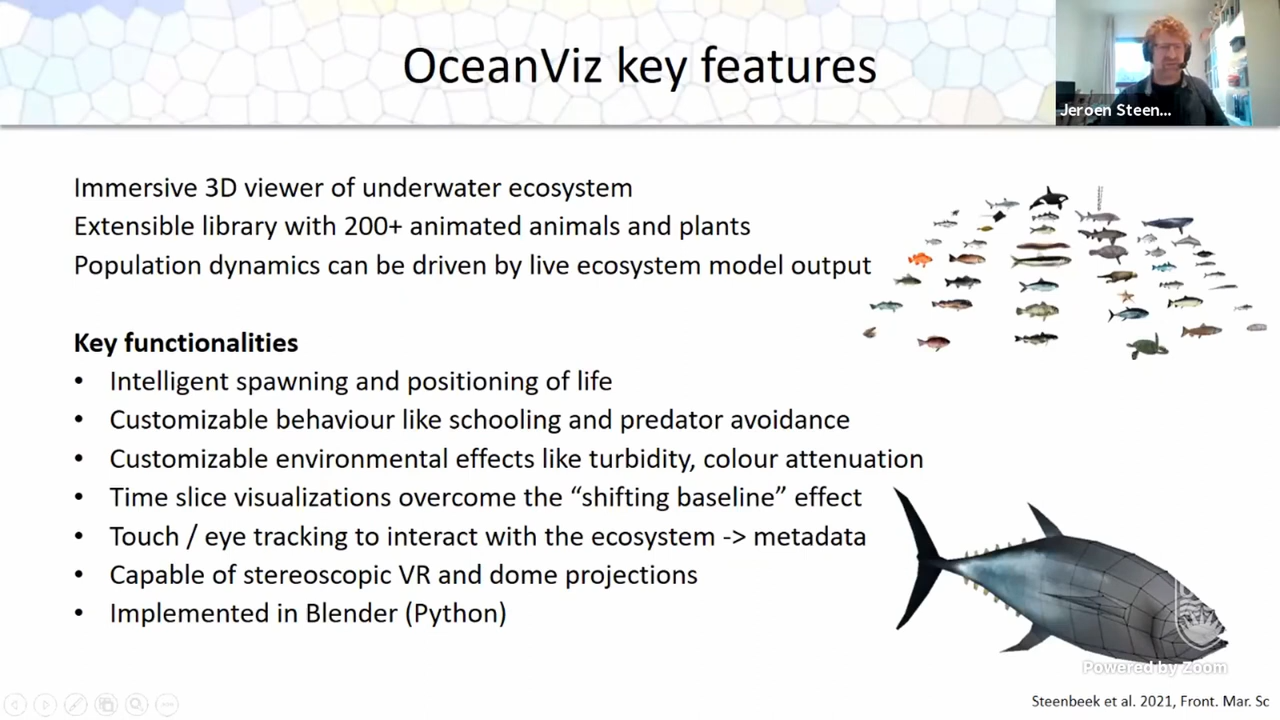 OceanViz key features
Jeroen Steen...
Immersive 3D viewer of underwater ecosystem
Extensible library with 200+ animated animals and plants
Population dynamics can be driven by live ecosystem model output
Key functionalities
• Intelligent spawning and positioning of life
• Customizable behaviour like schooling and predator avoidance
• Customizable environmental effects like turbidity, colour attenuation
• Time slice visualizations overcome the “shifting baseline” effect
• Touch / eye tracking to interact with the ecosystem -> metadata
• Capable of stereoscopic VR and dome projections
• Implemented in Blender (Python)
Powered by Zoom
Steenbeek et al. 2021, Front. Mar. Sc